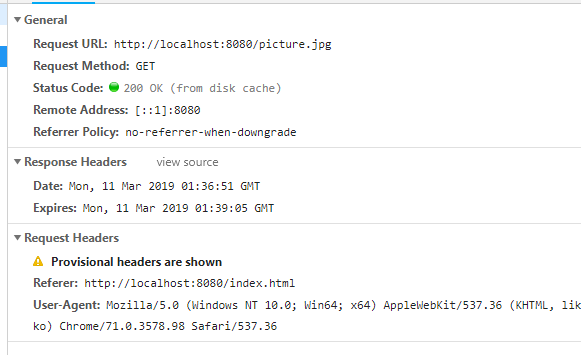 General
Request URL: http://localhost:8080/picture.jpg
Request Method: GET
Status Code: 200 OK (from disk cache)
Remote Address: [::1]:8080
Referrer Policy: no-referrer-when-downgrade
Response Headers view source
Date: Mon, 11 Mar 2019 01:36:51 GMT
Expires: Mon, 11 Mar 2019 01:39:05 GMT
Request Headers
Provisional headers are shown
Referer: http://localhost:8080/index.html
User-Agent: Mozilla/5.0 (Windows NT 10.0; Win64; x64) AppleWebKit/537.36 (KHTML, lik
ko) Chrome/71.0.3578.98 Safari/537.36